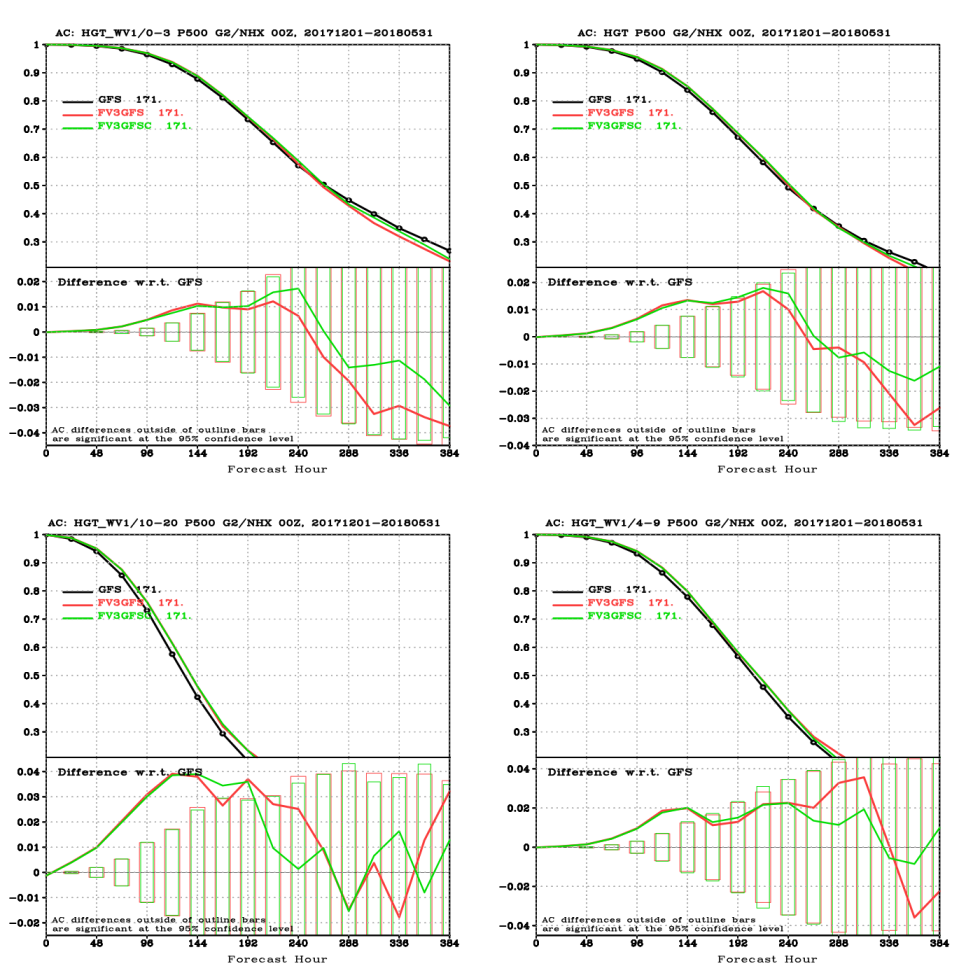 AC: HGT_WV1/0-3 P500 G2/NHX 00Z, 20171201-20180531
1
0.9
0.8
0.7
0.6
0.5
0.4
0.3
GFS 171.
FV3GFS 171.
FV3GFSC 171.
Difference w.r.t. GFS
0.02
0.01
0
-0.01
-0.02
-0.03
-0.04
AC differences outside of outline bars
are significant at the 95% confidence level
0 48 96 144 192 240 288 336 384
Forecast Hour
AC: HGT P500 G2/NHX 00Z, 20171201-20180531
1
0.9
0.8
0.7
0.6
0.5
0.4
0.3
GFS 171.
FV3GFS 171.
FV3GFSC 171.
Difference w.r.t. GFS
0.02
0.01
0
-0.01
-0.02
-0.03
-0.04
AC differences outside of outline bars
are significant at the 95% confidence level
0 48 96 144 192 240 288 336 384
Forecast Hour
AC: HGT_WV1/10-20 P500 G2/NHX 00Z, 20171201-20180531
1
0.9
0.8
0.7
0.6
0.5
0.4
0.3
GFS 171.
FV3GFS 171.
FV3GFSC 171.
Difference w.r.t. GFS
0.04
0.03
0.02
0.01
0
-0.01
-0.02
AC differences outside of outline bars
are significant at the 95% confidence level
0 48 96 144 192 240 288 336 384
Forecast Hour
AC: HGT_WV1/4-9 P500 G2/NHX 00Z, 20171201-20180531
1
0.9
0.8
0.7
0.6
0.5
0.4
0.3
GFS 171.
FV3GFS 171.
FV3GFSC 171.
Difference w.r.t. GFS
0.04
0.02
0
-0.02
-0.04
AC differences outside of outline bars
are significant at the 95% confidence level
0 48 96 144 192 240 288 336 384
Forecast Hour